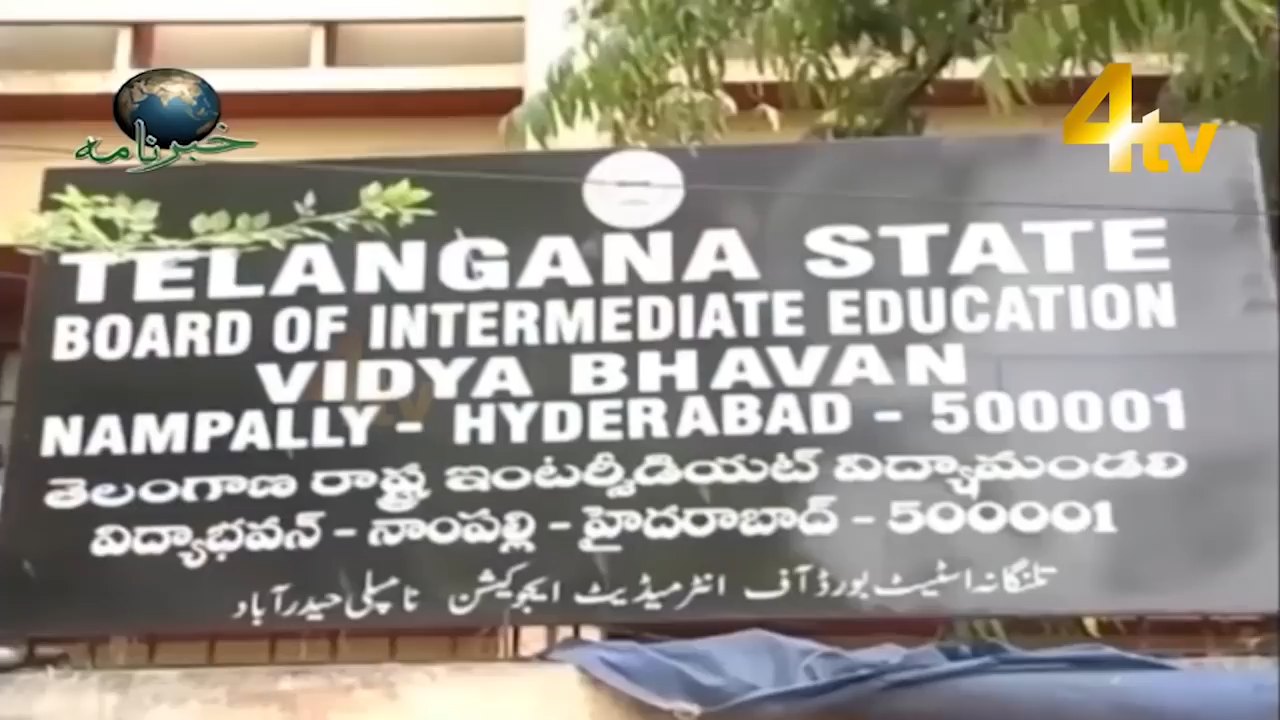 خبرنامہ
4tv
TELANGANA STATE
BOARD OF INTERMEDIATE EDUCATION
VIDYA BHAVAN
NAMPALLY - HYDERABAD - 500001
తెలంగాణ రాష్ట్ర ఇంటర్మీడియట్ విద్యామండలి
విద్యాభవన్ - నాంపల్లి - హైదరాబాద్ - 500001
تلنگانہ اسٹیٹ بورڈ آف انٹرمیڈیٹ ایجوکیشن نامپلی حیدرآباد